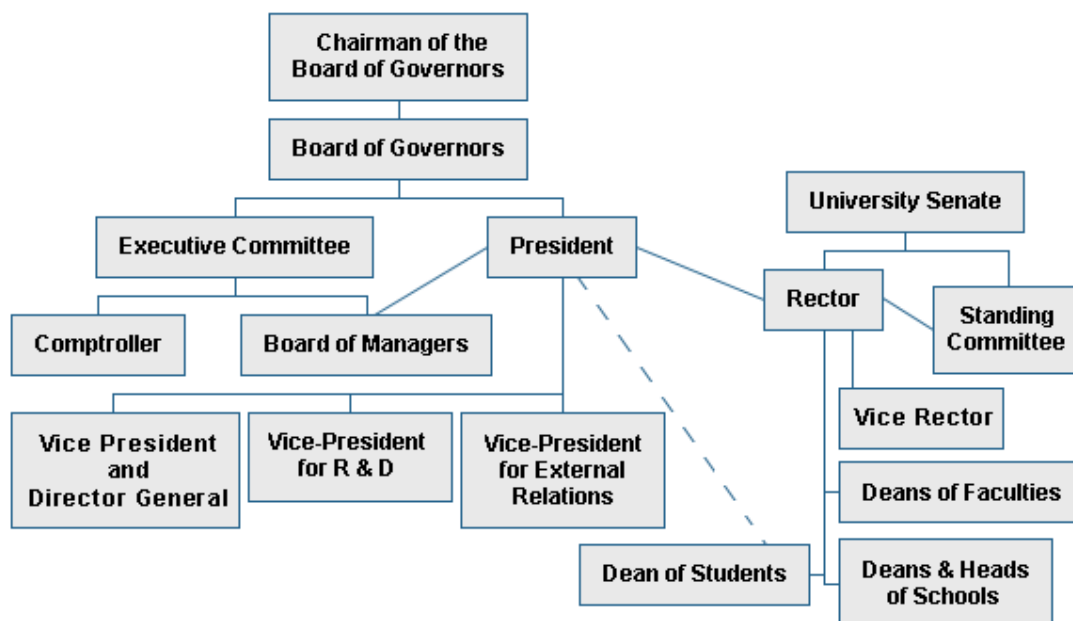 Chairman of the
Board of Governors
Board of Governors
University Senate
Executive Committee
President
Rector
Standing
Committee
Comptroller
Board of Managers
Vice Rector
Vice President
and
Director General
Vice-President
for R & D
Vice-President
for External
Relations
Deans of Faculties
Dean of Students
Deans & Heads
of Schools